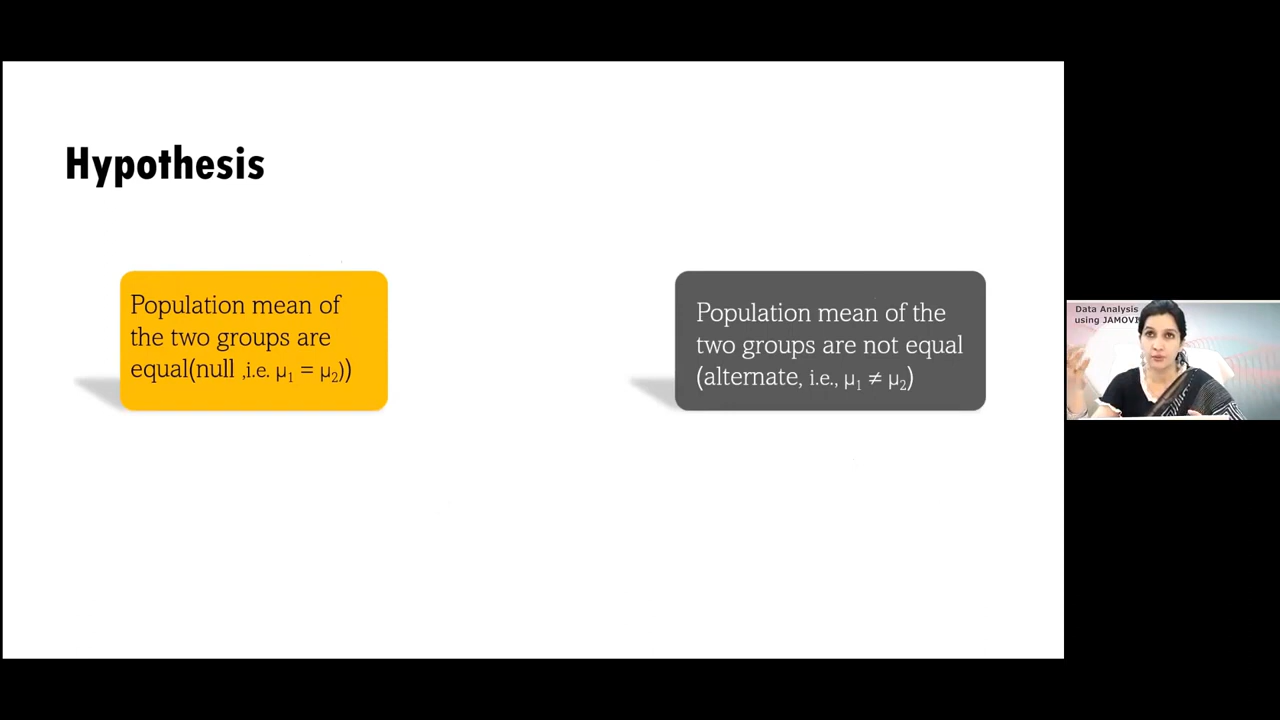 Hypothesis
Population mean of
the two groups are
equal(null ,i.e. μ₁ = μ₂))
Population mean of the
two groups are not equal
(alternate, i.e., μ₁ ≠ μ₂)
Data Analysis
using JAMOVI